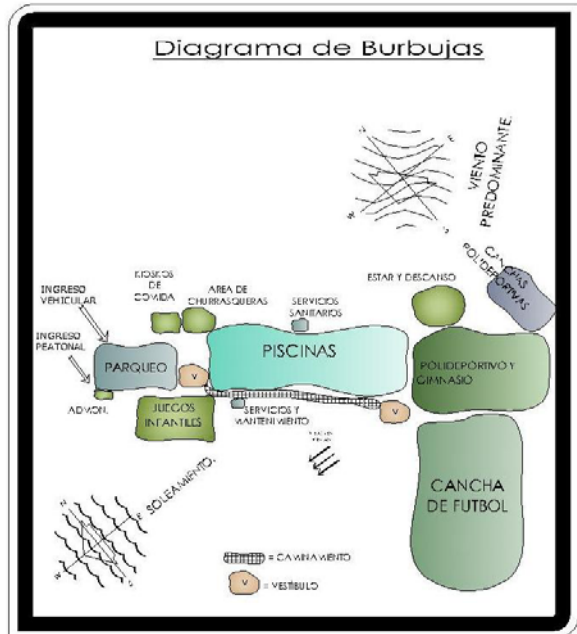 Diagrama de Burbujas
VIENTO
PREDOMINANTE.
CANCHAS
POLIDEPORTIVAS
KIOSKOS
DE
COMIDA
AREA DE
CHURRASQUERAS
ESTAR Y DESCANSO
INGRESO
VEHICULAR
SERVICIOS
SANITARIOS
INGRESO
PEATONAL
PARQUEO
PISCINAS
POLIDEPORTIVO Y
GIMNASIO
V
ADMON.
JUEGOS
INFANTILES
SERVICIOS Y
MANTENIMIENTO
V
CANCHA
DE FUTBOL
SOLEAMIENTO.
N
E
W
S
= CAMINAMIENTO
V
= VESTÍBULO